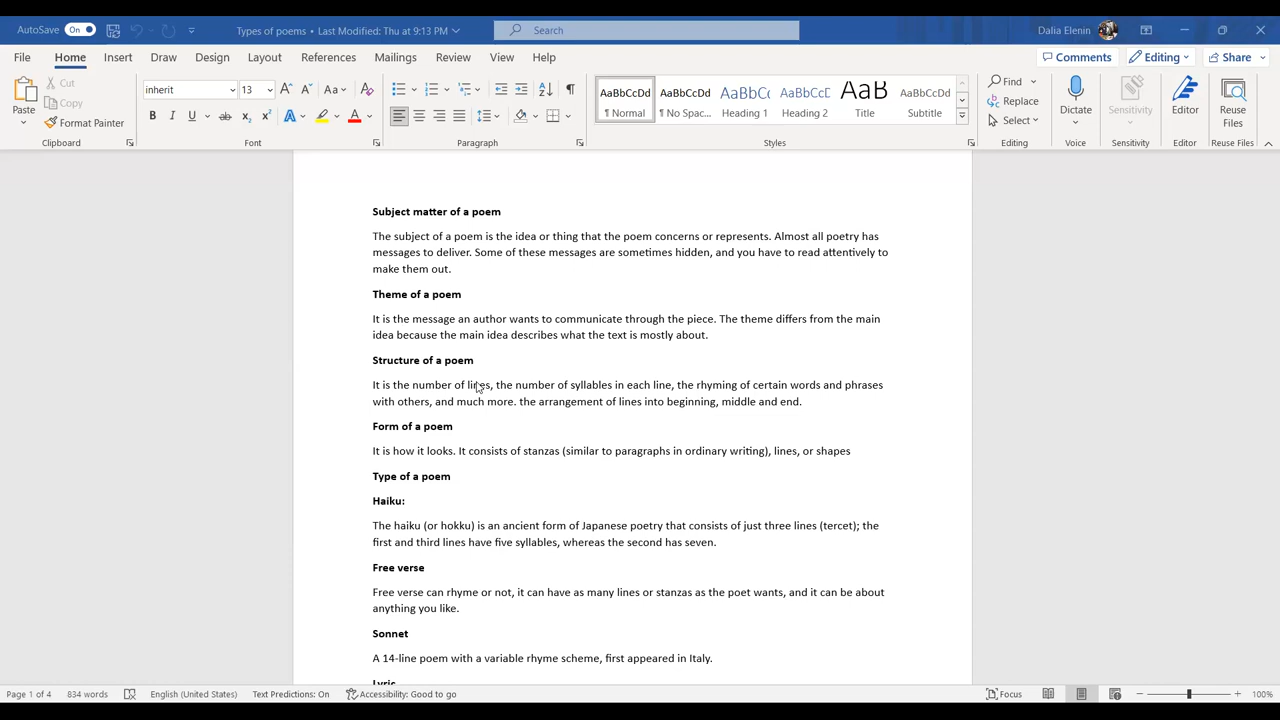 AutoSave On Types of poems • Last Modified: Thu at 9:13 PM Search Dalia Elenin
File Home Insert Draw Design Layout References Mailings Review View Help Comments Editing Share
Paste Cut Copy Format Painter
inherit 13 Aa
B I U ab x2 x2 A A
AaBbCcDd AaBbCcDd AaBbCc AaBbCcE AaB AaBbCcDd
¶ Normal ¶ No Spac... Heading 1 Heading 2 Title Subtitle
Find Replace Select
Dictate Sensitivity Editor Reuse Files
Clipboard Font Paragraph Styles Editing Voice Sensitivity Editor Reuse Files
Subject matter of a poem
The subject of a poem is the idea or thing that the poem concerns or represents. Almost all poetry has
messages to deliver. Some of these messages are sometimes hidden, and you have to read attentively to
make them out.
Theme of a poem
It is the message an author wants to communicate through the piece. The theme differs from the main
idea because the main idea describes what the text is mostly about.
Structure of a poem
It is the number of lines, the number of syllables in each line, the rhyming of certain words and phrases
with others, and much more. the arrangement of lines into beginning, middle and end.
Form of a poem
It is how it looks. It consists of stanzas (similar to paragraphs in ordinary writing), lines, or shapes
Type of a poem
Haiku:
The haiku (or hokku) is an ancient form of Japanese poetry that consists of just three lines (tercet); the
first and third lines have five syllables, whereas the second has seven.
Free verse
Free verse can rhyme or not, it can have as many lines or stanzas as the poet wants, and it can be about
anything you like.
Sonnet
A 14-line poem with a variable rhyme scheme, first appeared in Italy.
Lyric
Page 1 of 4 834 words English (United States) Text Predictions: On Accessibility: Good to go Focus 100%